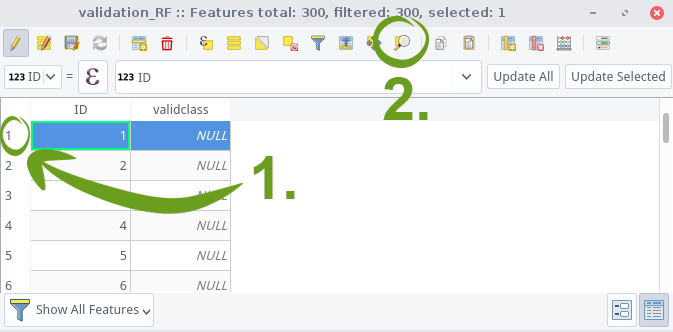 validation_RF :: Features total: 300, filtered: 300, selected: 1
123 ID = ε 123 ID Update All Update Selected
2.
ID validclass
1 1 NULL
2 2 NULL
1.
3 NULL
4 4 NULL
5 5 NULL
6 6 NULL
Show All Features